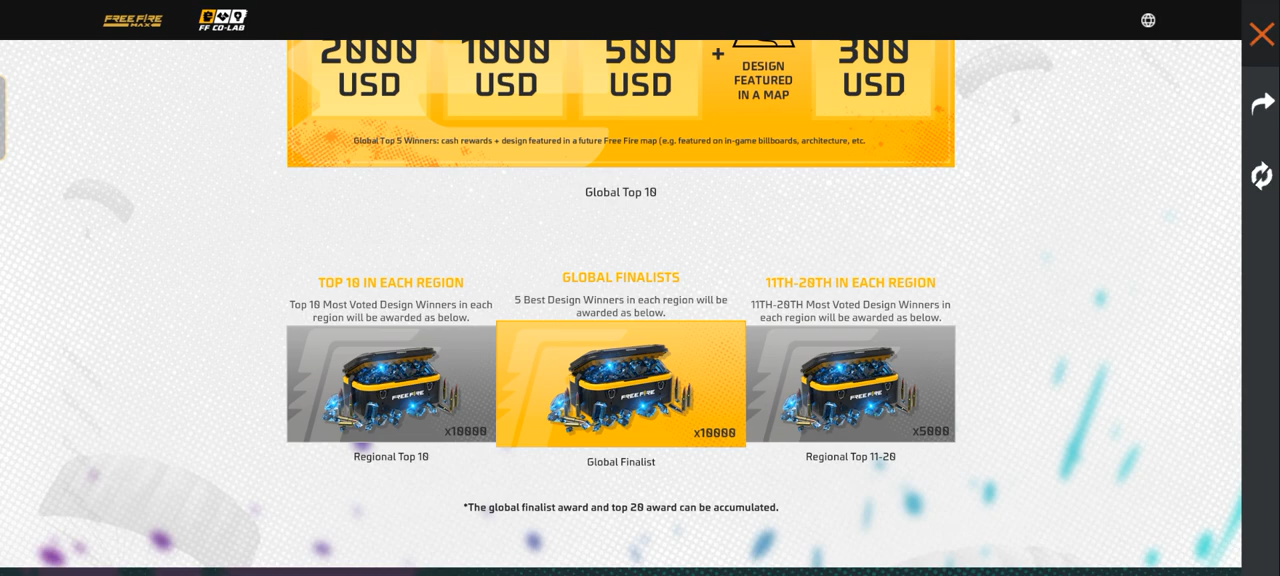 FREE FIRE
MAX
FF CO-LAB
2000
USD
1000
USD
500
USD
+
DESIGN
FEATURED
IN A MAP
300
USD
Global Top 5 Winners: cash rewards + design featured in a future Free Fire map (e.g. featured on in-game billboards, architecture, etc.
Global Top 10
TOP 10 IN EACH REGION
Top 10 Most Voted Design Winners in each
region will be awarded as below.
FREE FIRE
x10000
Regional Top 10
GLOBAL FINALISTS
5 Best Design Winners in each region will be
awarded as below.
FREE FIRE
x10000
Global Finalist
11TH-20TH IN EACH REGION
11TH-20TH Most Voted Design Winners in
each region will be awarded as below.
FREE FIRE
x5000
Regional Top 11-20
*The global finalist award and top 20 award can be accumulated.